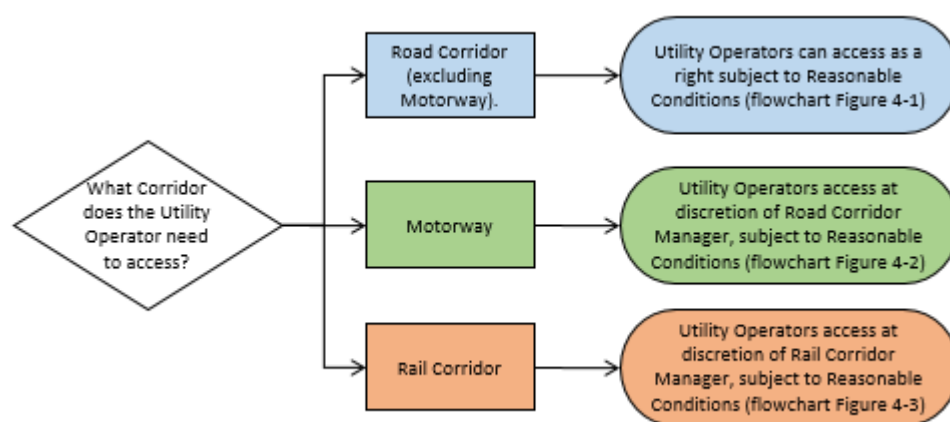 What Corridor
does the Utility
Operator need
to access?
Road Corridor
(excluding
Motorway).
Utility Operators can access as a
right subject to Reasonable
Conditions (flowchart Figure 4-1)
Motorway
Utility Operators access at
discretion of Road Corridor
Manager, subject to Reasonable
Conditions (flowchart Figure 4-2)
Rail Corridor
Utility Operators access at
discretion of Rail Corridor
Manager, subject to Reasonable
Conditions (flowchart Figure 4-3)